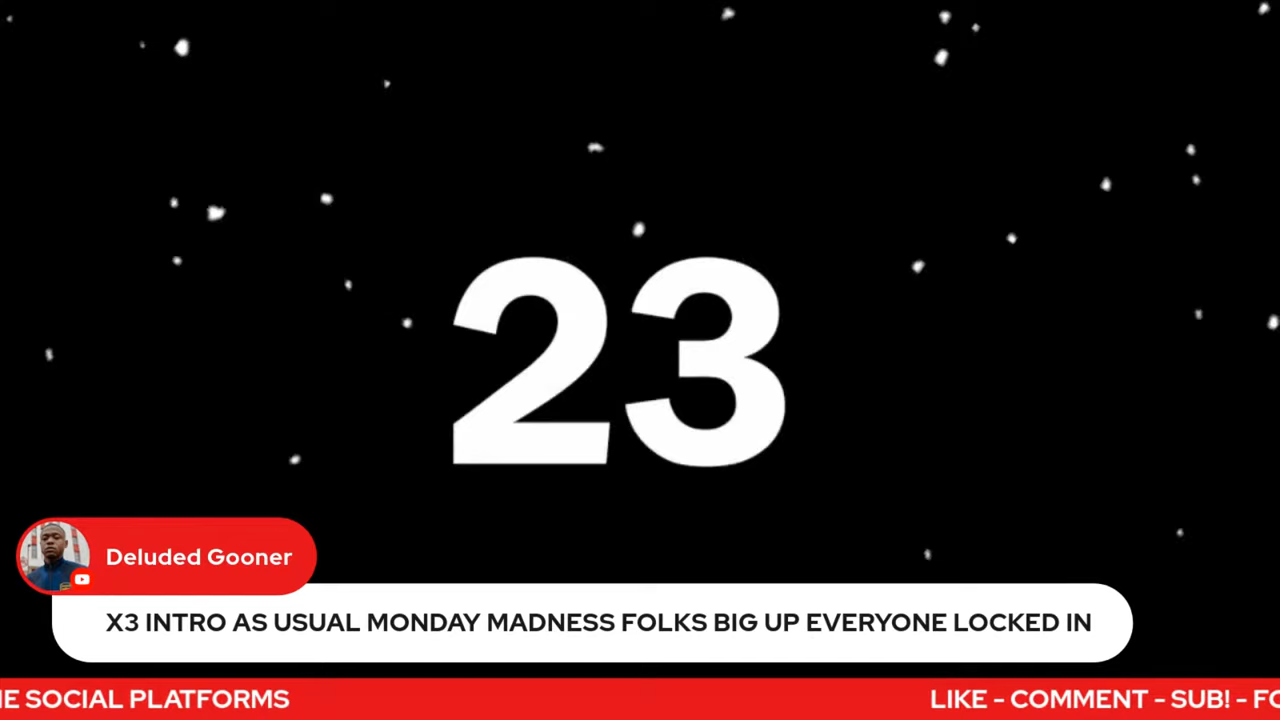 23
Deluded Gooner
X3 INTRO AS USUAL MONDAY MADNESS FOLKS BIG UP EVERYONE LOCKED IN
SOCIAL PLATFORMS
LIKE - COMMENT - SUB! -